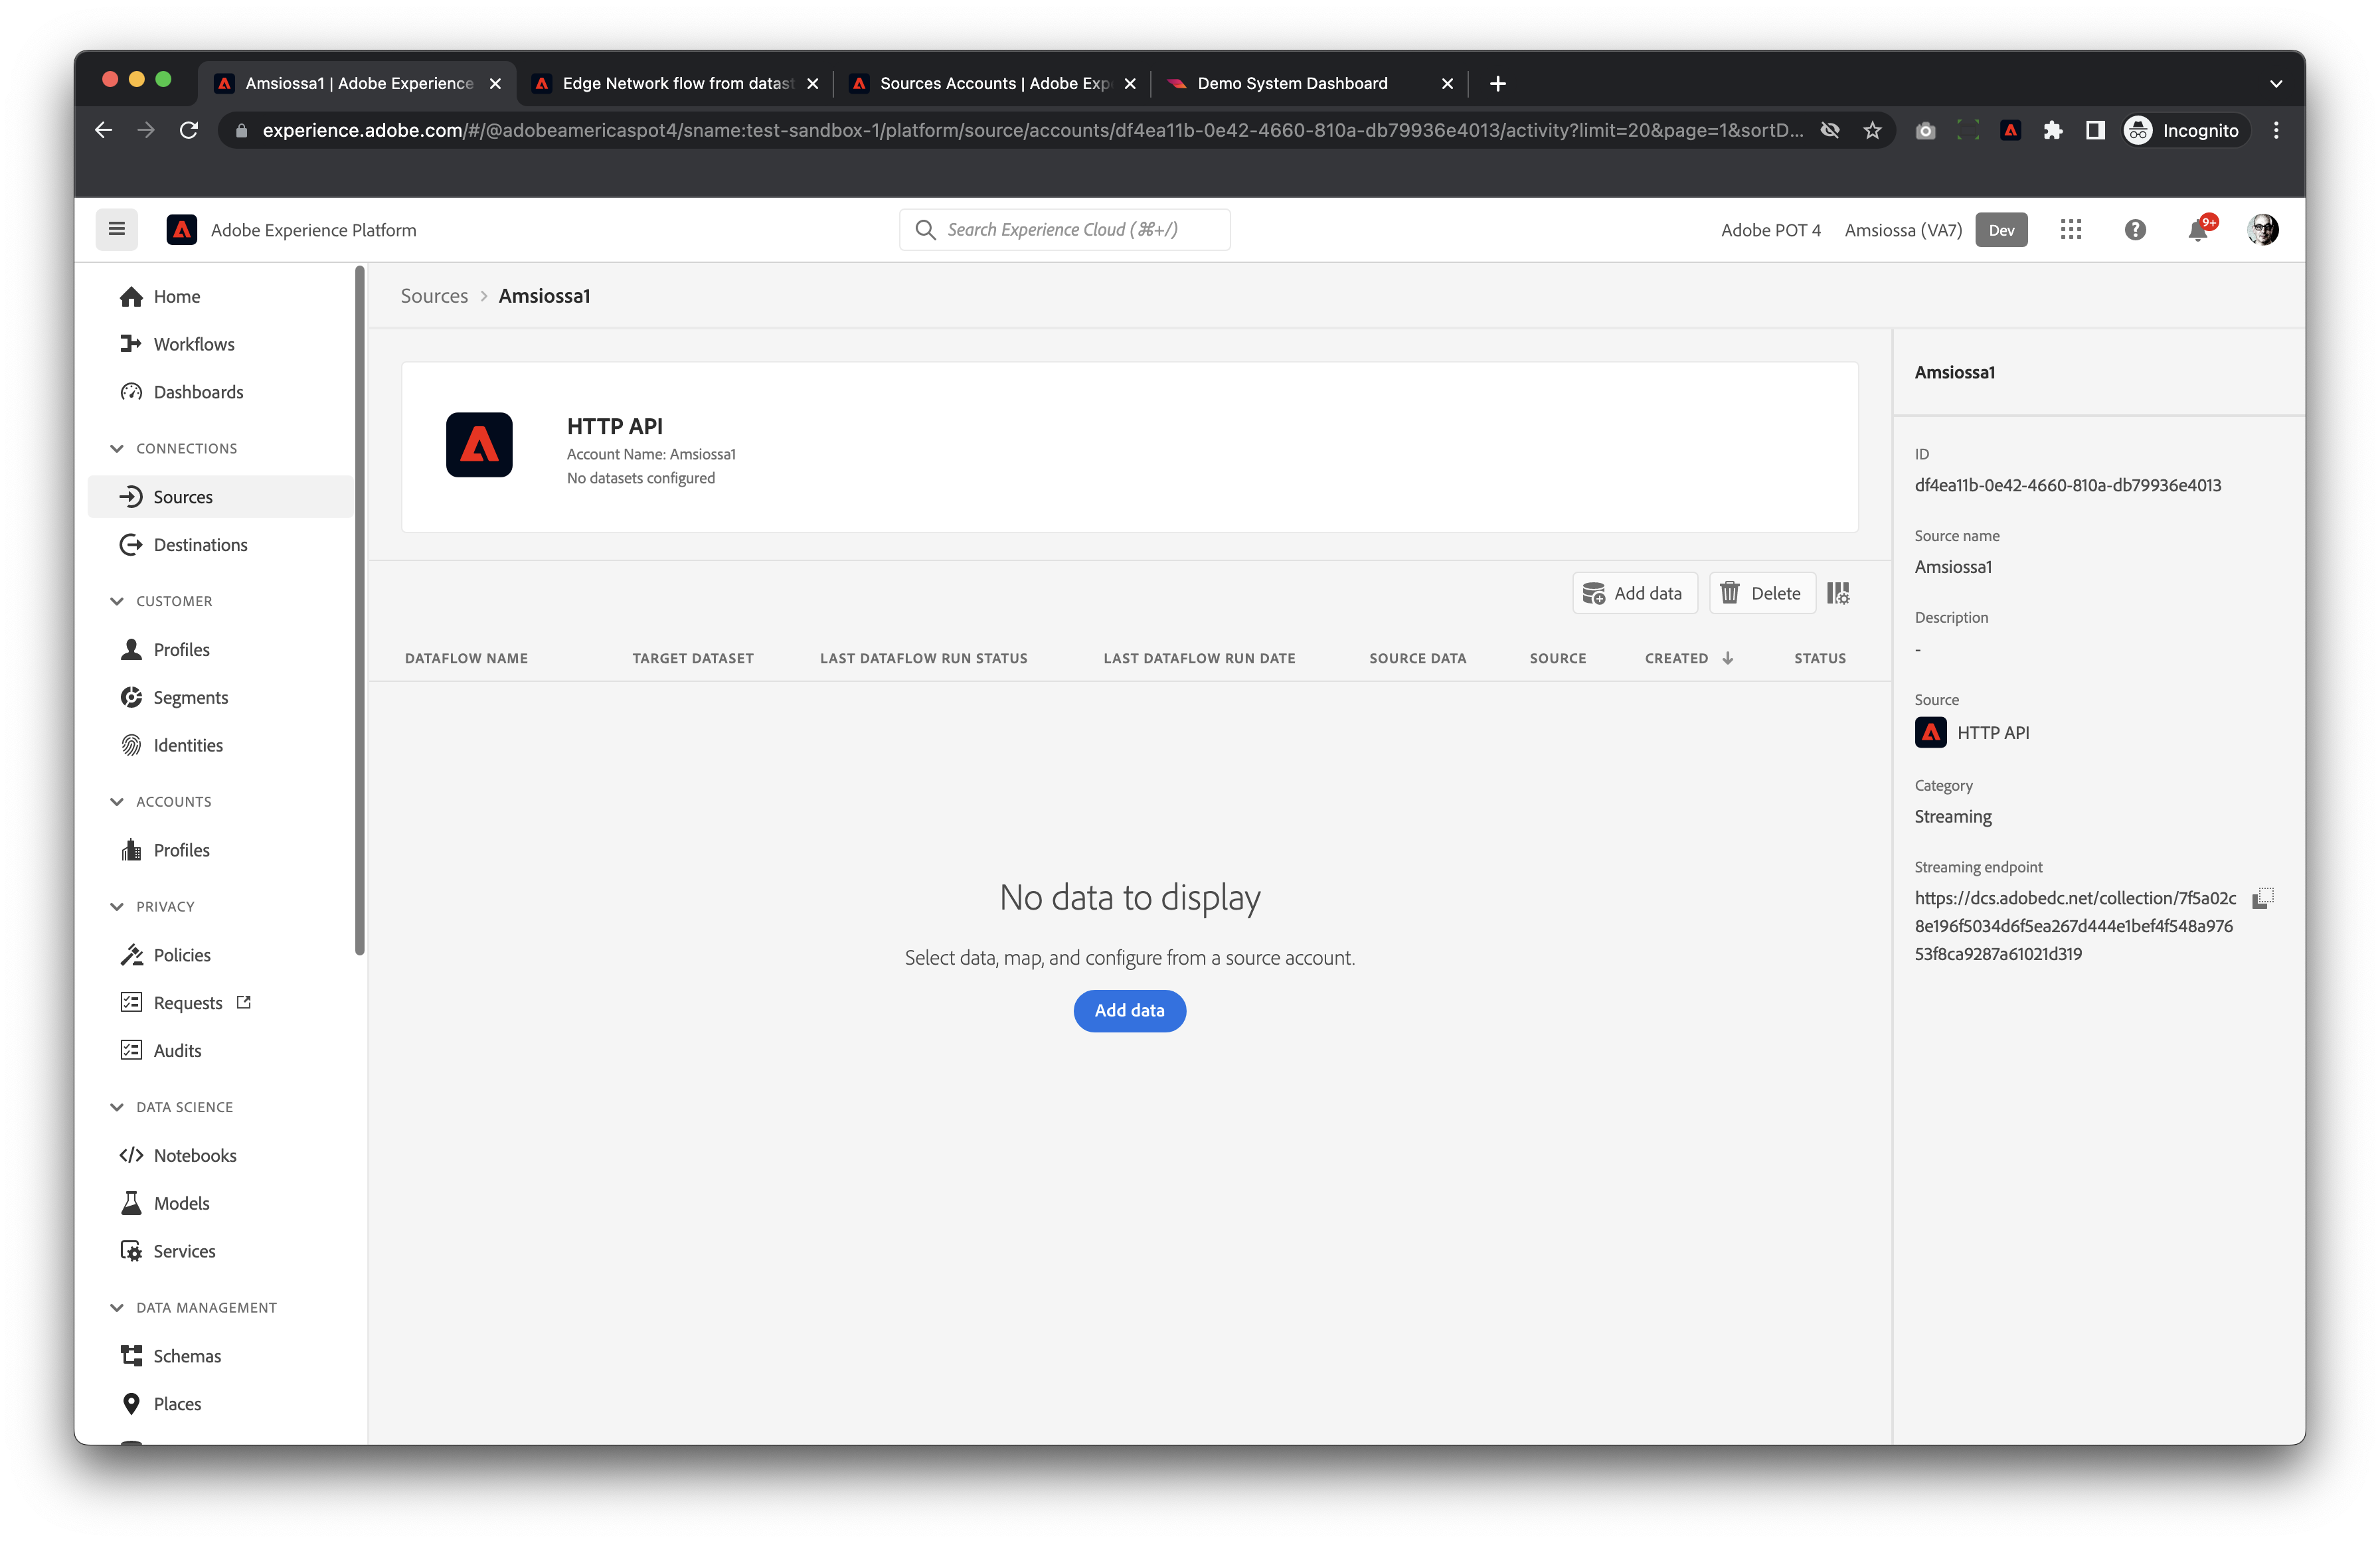 Amsiossa1 | Adobe Experience
Edge Network flow from datast
Sources Accounts | Adobe Exp
Demo System Dashboard
experience.adobe.com/#/@adobeamericaspot4/sname:test-sandbox-1/platform/source/accounts/df4ea11b-0e42-4660-810a-db79936e4013/activity?limit=20&page=1&sortD...
Incognito
Adobe Experience Platform
Search Experience Cloud (⌘+/)
Adobe POT 4
Amsiossa (VA7)
Dev
9+
Home
Workflows
Dashboards
CONNECTIONS
Sources
Destinations
CUSTOMER
Profiles
Segments
Identities
ACCOUNTS
Profiles
PRIVACY
Policies
Requests
Audits
DATA SCIENCE
Notebooks
Models
Services
DATA MANAGEMENT
Schemas
Places
Sources > Amsiossa1
HTTP API
Account Name: Amsiossa1
No datasets configured
Add data
Delete
DATAFLOW NAME
TARGET DATASET
LAST DATAFLOW RUN STATUS
LAST DATAFLOW RUN DATE
SOURCE DATA
SOURCE
CREATED
STATUS
No data to display
Select data, map, and configure from a source account.
Add data
Amsiossa1
ID
df4ea11b-0e42-4660-810a-db79936e4013
Source name
Amsiossa1
Description
-
Source
HTTP API
Category
Streaming
Streaming endpoint
https://dcs.adobedc.net/collection/7f5a02c
8e196f5034d6f5ea267d444e1bef4f548a976
53f8ca9287a61021d319